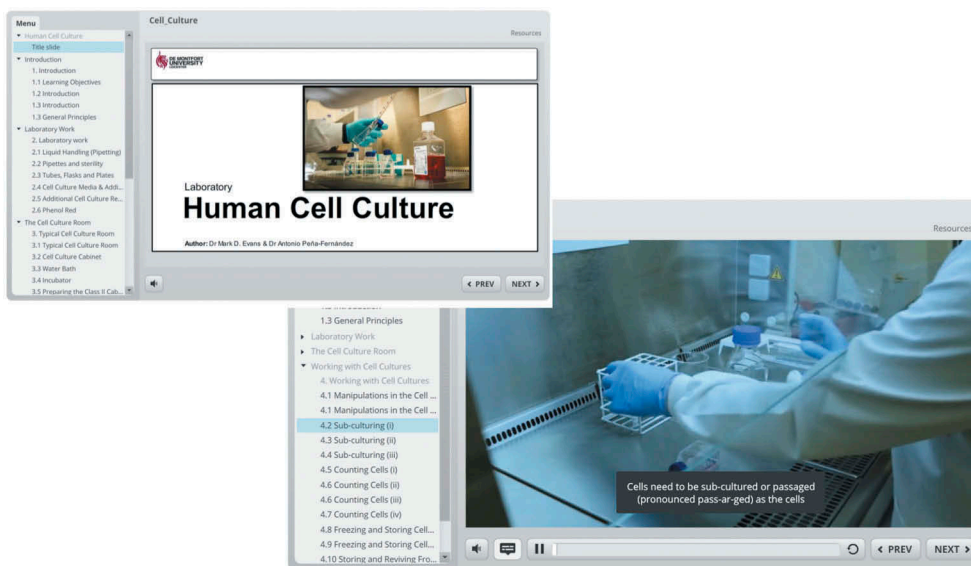 Menu
Human Cell Culture
Title slide
Introduction
1. Introduction
1.1 Learning Objectives
1.2 Introduction
1.3 Introduction
1.3 General Principles
Laboratory Work
2. Laboratory work
2.1 Liquid Handling (Pipetting)
2.2 Pipettes and sterility
2.3 Tubes, Flasks and Plates
2.4 Cell Culture Media & Addi...
2.5 Additional Cell Culture Re...
2.6 Phenol Red
The Cell Culture Room
3. Typical Cell Culture Room
3.1 Typical Cell Culture Room
3.2 Cell Culture Cabinet
3.3 Water Bath
3.4 Incubator
3.5 Preparing the Class II Cab...
Cell_Culture
Resources
DE MONTFORT
UNIVERSITY
LEICESTER
Laboratory
Human Cell Culture
Author: Dr Mark D. Evans & Dr Antonio Peña-Fernández
PREV
NEXT
Resources
1.3 General Principles
Laboratory Work
The Cell Culture Room
Working with Cell Cultures
4. Working with Cell Cultures
4.1 Manipulations in the Cell ...
4.1 Manipulations in the Cell ...
4.2 Sub-culturing (i)
4.3 Sub-culturing (ii)
4.4 Sub-culturing (iii)
4.5 Counting Cells (i)
4.6 Counting Cells (ii)
4.6 Counting Cells (iii)
4.7 Counting Cells (iv)
4.8 Freezing and Storing Cell...
4.9 Freezing and Storing Cell...
4.10 Storing and Reviving Fro...
Cells need to be sub-cultured or passaged
(pronounced pass-ar-ged) as the cells
PREV
NEXT